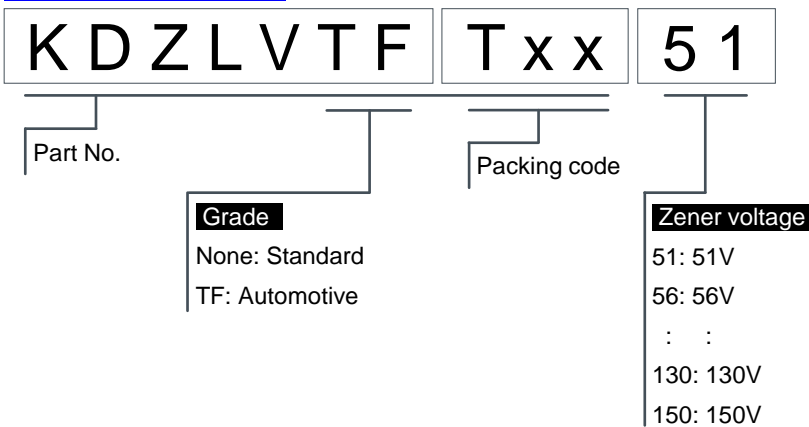 KDZLVTF Txx 51
Part No.
Packing code
Grade
None: Standard
TF: Automotive
Zener voltage
51: 51V
56: 56V
: :
130: 130V
150: 150V